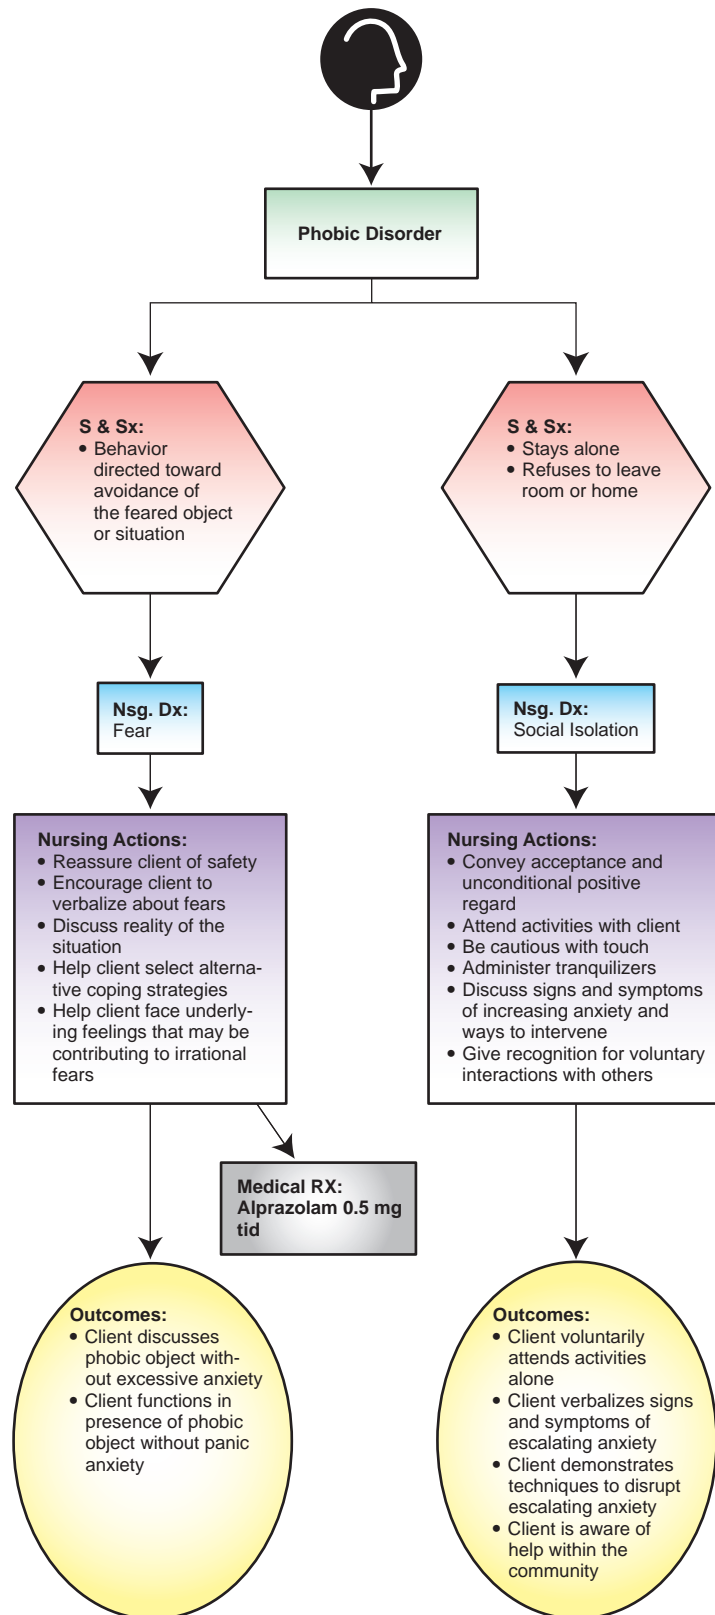 Phobic Disorder
S & Sx:
• Behavior
directed toward
avoidance of
the feared object
or situation
S & Sx:
• Stays alone
• Refuses to leave
room or home
Nsg. Dx:
Fear
Nsg. Dx:
Social Isolation
Nursing Actions:
• Reassure client of safety
• Encourage client to
verbalize about fears
• Discuss reality of the
situation
• Help client select alterna-
tive coping strategies
• Help client face underly-
ing feelings that may be
contributing to irrational
fears
Nursing Actions:
• Convey acceptance and
unconditional positive
regard
• Attend activities with client
• Be cautious with touch
• Administer tranquilizers
• Discuss signs and symptoms
of increasing anxiety and
ways to intervene
• Give recognition for voluntary
interactions with others
Medical RX:
Alprazolam 0.5 mg
tid
Outcomes:
• Client discusses
phobic object with-
out excessive anxiety
• Client functions in
presence of phobic
object without panic
anxiety
Outcomes:
• Client voluntarily
attends activities
alone
• Client verbalizes signs
and symptoms of
escalating anxiety
• Client demonstrates
techniques to disrupt
escalating anxiety
• Client is aware of
help within the
community